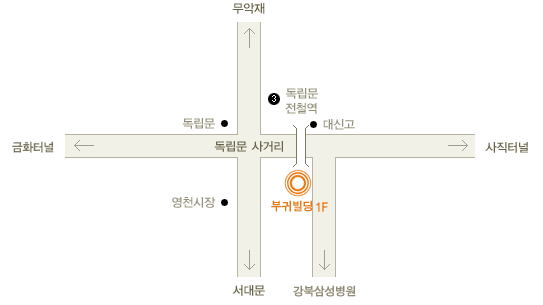 무악재
3
독립문
전철역
독립문
대신고
금화터널
독립문 사거리
사직터널
영천시장
부귀빌딩 1F
서대문
강북삼성병원